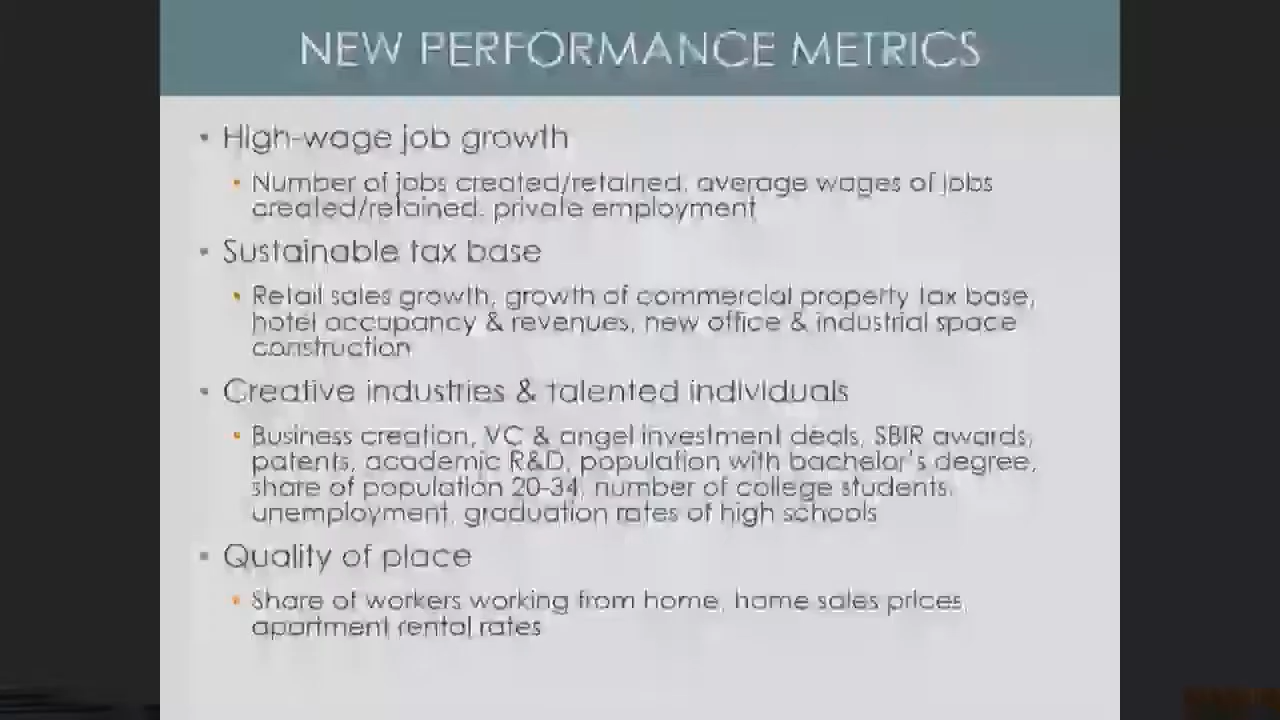 NEW PERFORMANCE METRICS
• High-wage job growth
• Number of jobs created/retained, average wages of jobs
created/retained, private employment
• Sustainable tax base
• Retail sales growth, growth of commercial property tax base,
hotel occupancy & revenues, new office & industrial space
construction
• Creative industries & talented individuals
• Business creation, VC & angel investment deals, SBIR awards,
patents, academic R&D, population with bachelor's degree,
share of population 20-34, number of college students,
unemployment, graduation rates of high schools
• Quality of place
• Share of workers working from home, home sales prices,
apartment rental rates